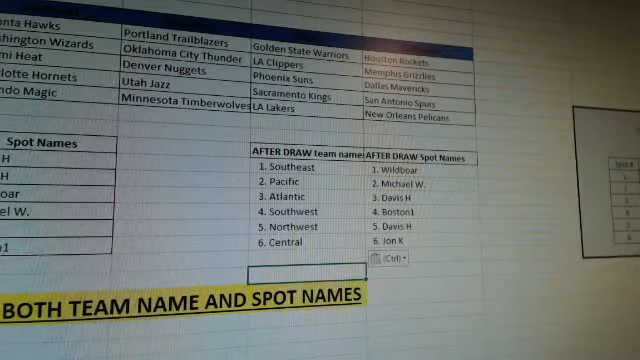 nta Hawks
Portland Trailblazers
Golden State Warriors
Houston Rockets
shington Wizards
Oklahoma City Thunder
LA Clippers
Memphis Grizzlies
mi Heat
Denver Nuggets
Phoenix Suns
Dallas Mavericks
lotte Hornets
Utah Jazz
Sacramento Kings
San Antonio Spurs
ndo Magic
Minnesota Timberwolves
LA Lakers
New Orleans Pelicans
Spot Names
H
H
oar
el W.
n1
AFTER DRAW team name
AFTER DRAW Spot Names
1. Southeast
1. Wildboar
2. Pacific
2. Michael W.
3. Atlantic
3. Davis H
4. Southwest
4. Boston1
5. Northwest
5. Davis H
6. Central
6. Jon K
(Ctrl)
BOTH TEAM NAME AND SPOT NAMES